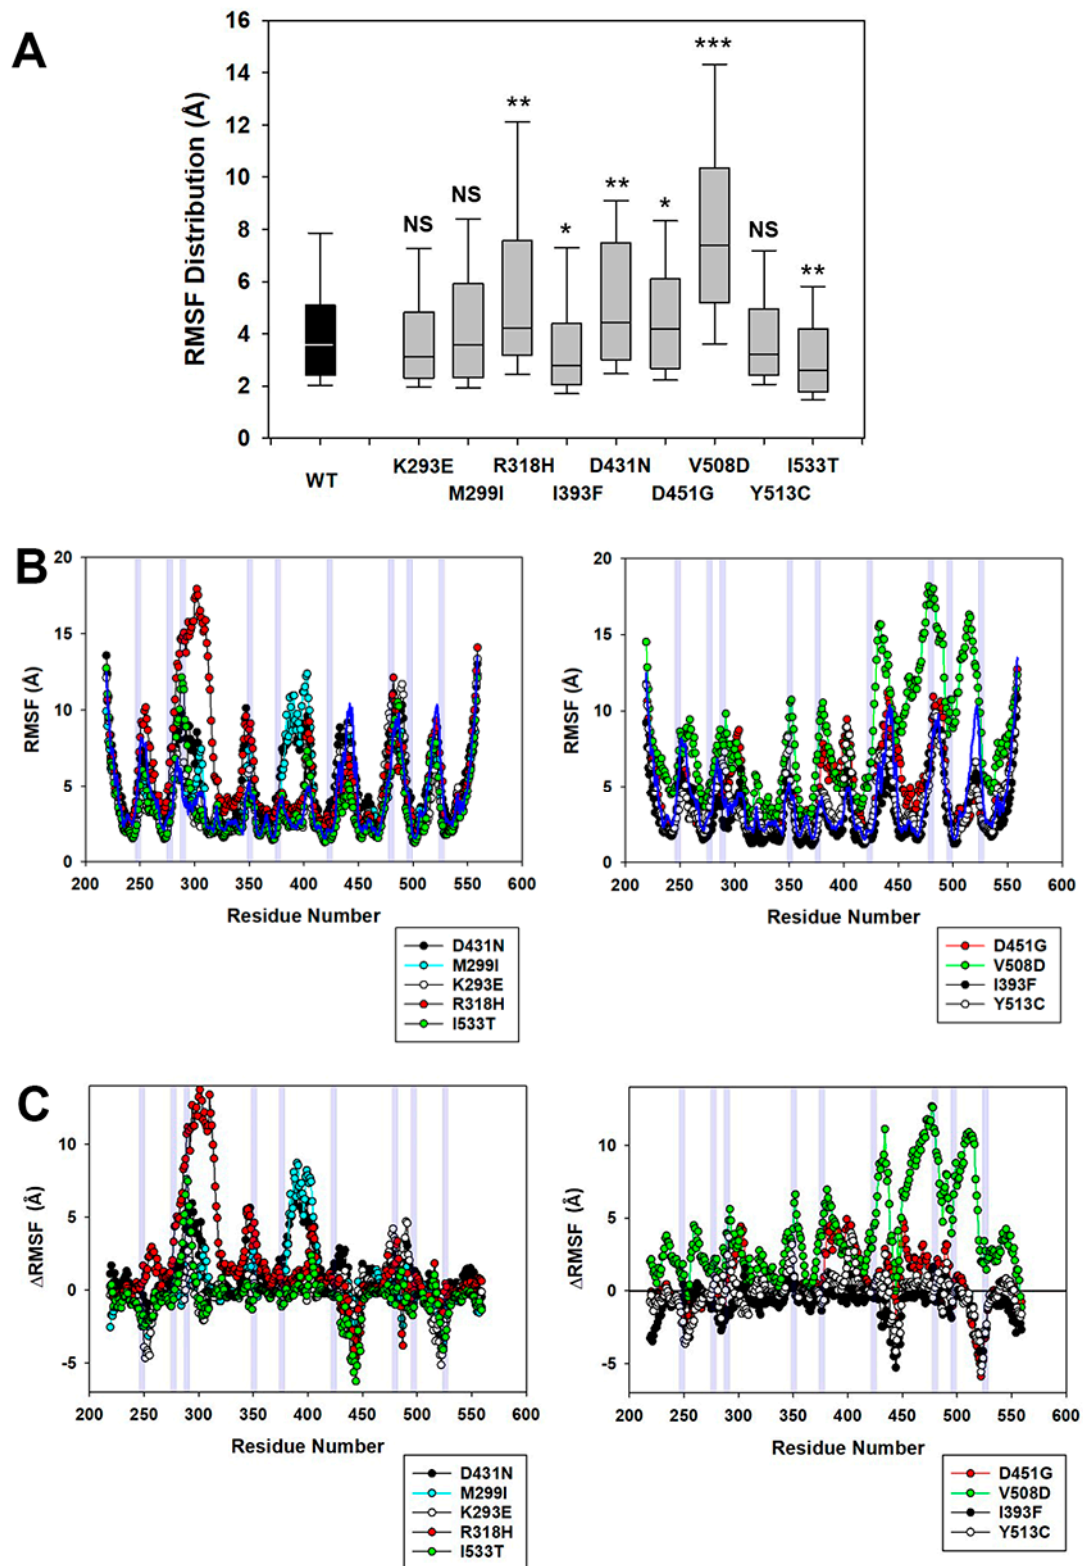 A
RMSF Distribution (Å)
16
14
12
10
8
6
4
2
0
NS
NS
**
*
**
*
***
NS
**
WT
K293E
M299I
R318H
I393F
D431N
D451G
V508D
Y513C
I533T
B
RMSF (Å)
20
15
10
5
0
200 250 300 350 400 450 500 550 600
Residue Number
D431N
M299I
K293E
R318H
I533T
RMSF (Å)
20
15
10
5
0
200 250 300 350 400 450 500 550 600
Residue Number
D451G
V508D
I393F
Y513C
C
ΔRMSF (Å)
10
5
0
-5
200 250 300 350 400 450 500 550 600
Residue Number
D431N
M299I
K293E
R318H
I533T
ΔRMSF (Å)
10
5
0
-5
200 250 300 350 400 450 500 550 600
Residue Number
D451G
V508D
I393F
Y513C